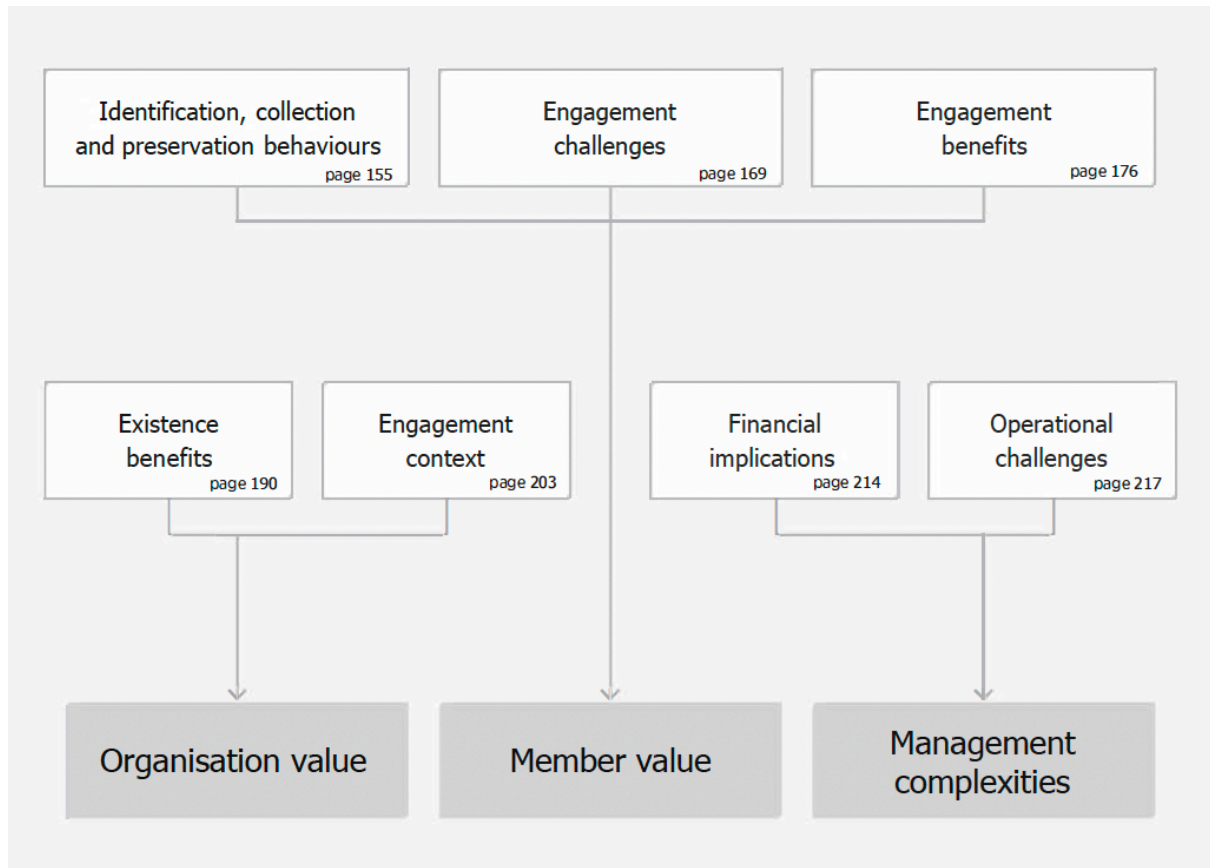 Identification, collection
and preservation behaviours
page 155
Engagement
challenges
page 169
Engagement
benefits
page 176
Existence
benefits
page 190
Engagement
context
page 203
Financial
implications
page 214
Operational
challenges
page 217
Organisation value
Member value
Management
complexities